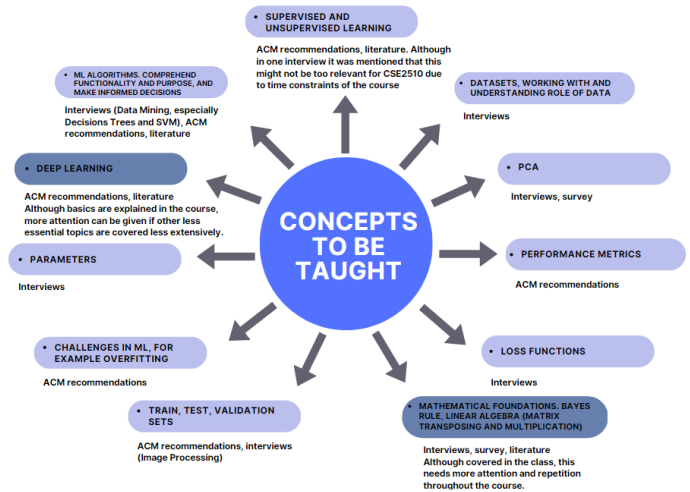 • SUPERVISED AND
UNSUPERVISED LEARNING
ACM recommendations, literature. Although
in one interview it was mentioned that this
might not be too relevant for CSE2510 due
to time constraints of the course
• ML ALGORITHMS. COMPREHEND
FUNCTIONALITY AND PURPOSE, AND
MAKE INFORMED DECISIONS
Interviews (Data Mining, especially
Decisions Trees and SVM), ACM
recommendations, literature
• DATASETS, WORKING WITH AND
UNDERSTANDING ROLE OF DATA
Interviews
• DEEP LEARNING
ACM recommendations, literature
Although basics are explained in the course,
more attention can be given if other less
essential topics are covered less extensively.
• PCA
Interviews, survey
CONCEPTS
TO BE
TAUGHT
• PARAMETERS
Interviews
• PERFORMANCE METRICS
ACM recommendations
• CHALLENGES IN ML, FOR
EXAMPLE OVERFITTING
ACM recommendations
• LOSS FUNCTIONS
Interviews
• TRAIN, TEST, VALIDATION
SETS
ACM recommendations, interviews
(Image Processing)
• MATHEMATICAL FOUNDATIONS. BAYES
RULE, LINEAR ALGEBRA (MATRIX
TRANSPOSING AND MULTIPLICATION)
Interviews, survey, literature
Although covered in the class, this
needs more attention and repetition
throughout the course.